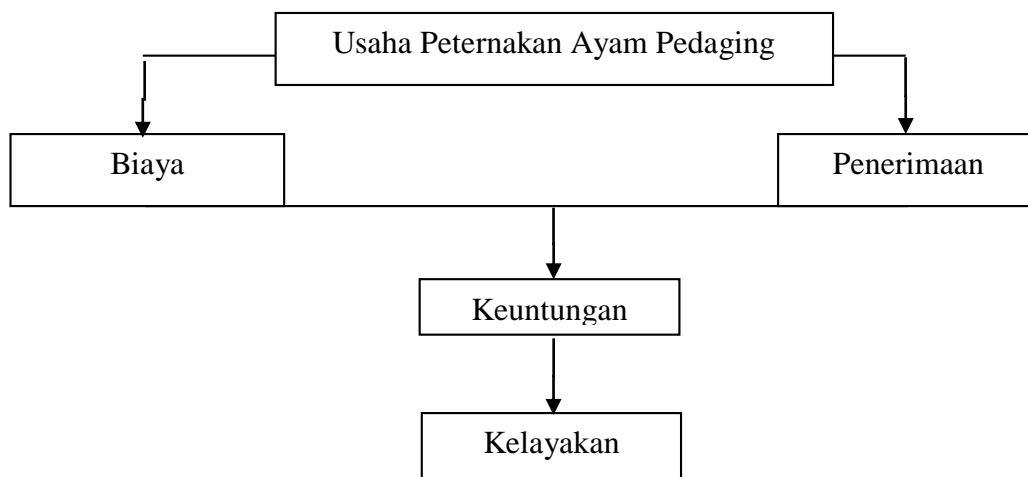 Usaha Peternakan Ayam Pedaging
Biaya
Penerimaan
Keuntungan
Kelayakan